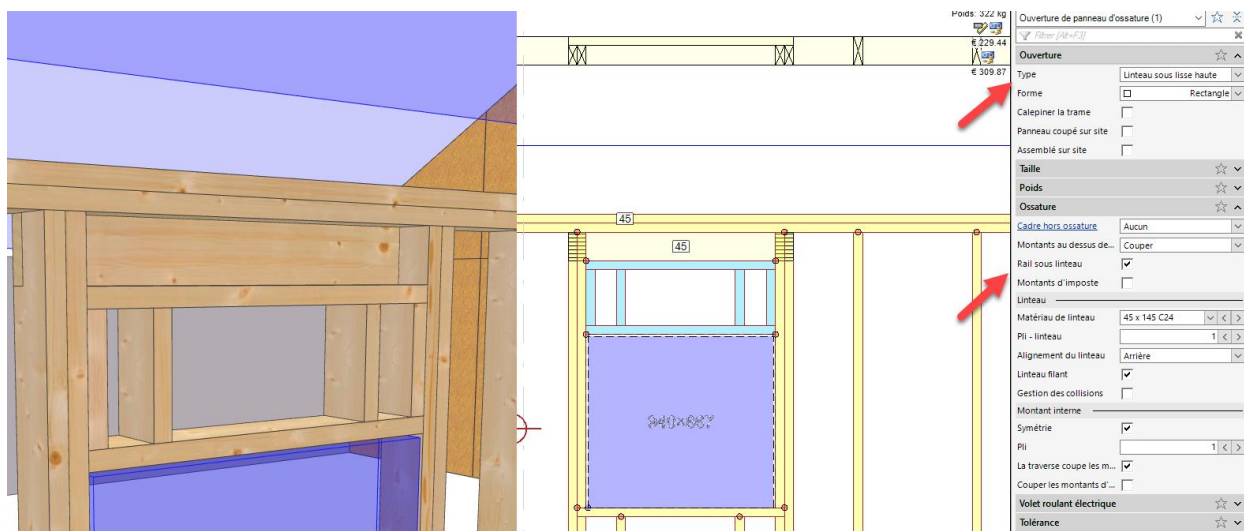 Poids: 322 kg
€ 229.44
€ 309.87
45
45
940×667
Ouverture de panneau d'ossature (1)
Filtrer [Alt+F3]
Ouverture
Type Linteau sous lisse haute
Forme Rectangle
Calepiner la trame
Panneau coupé sur site
Assemblé sur site
Taille
Poids
Ossature
Cadre hors ossature Aucun
Montants au dessus de... Couper
Rail sous linteau
Montants d'imposte
Linteau
Matériau de linteau 45 x 145 C24
Pli - linteau 1
Alignement du linteau Arrière
Linteau filant
Gestion des collisions
Montant interne
Symétrie
Pli 1
La traverse coupe les m...
Couper les montants d'...
Volet roulant électrique
Tolérance